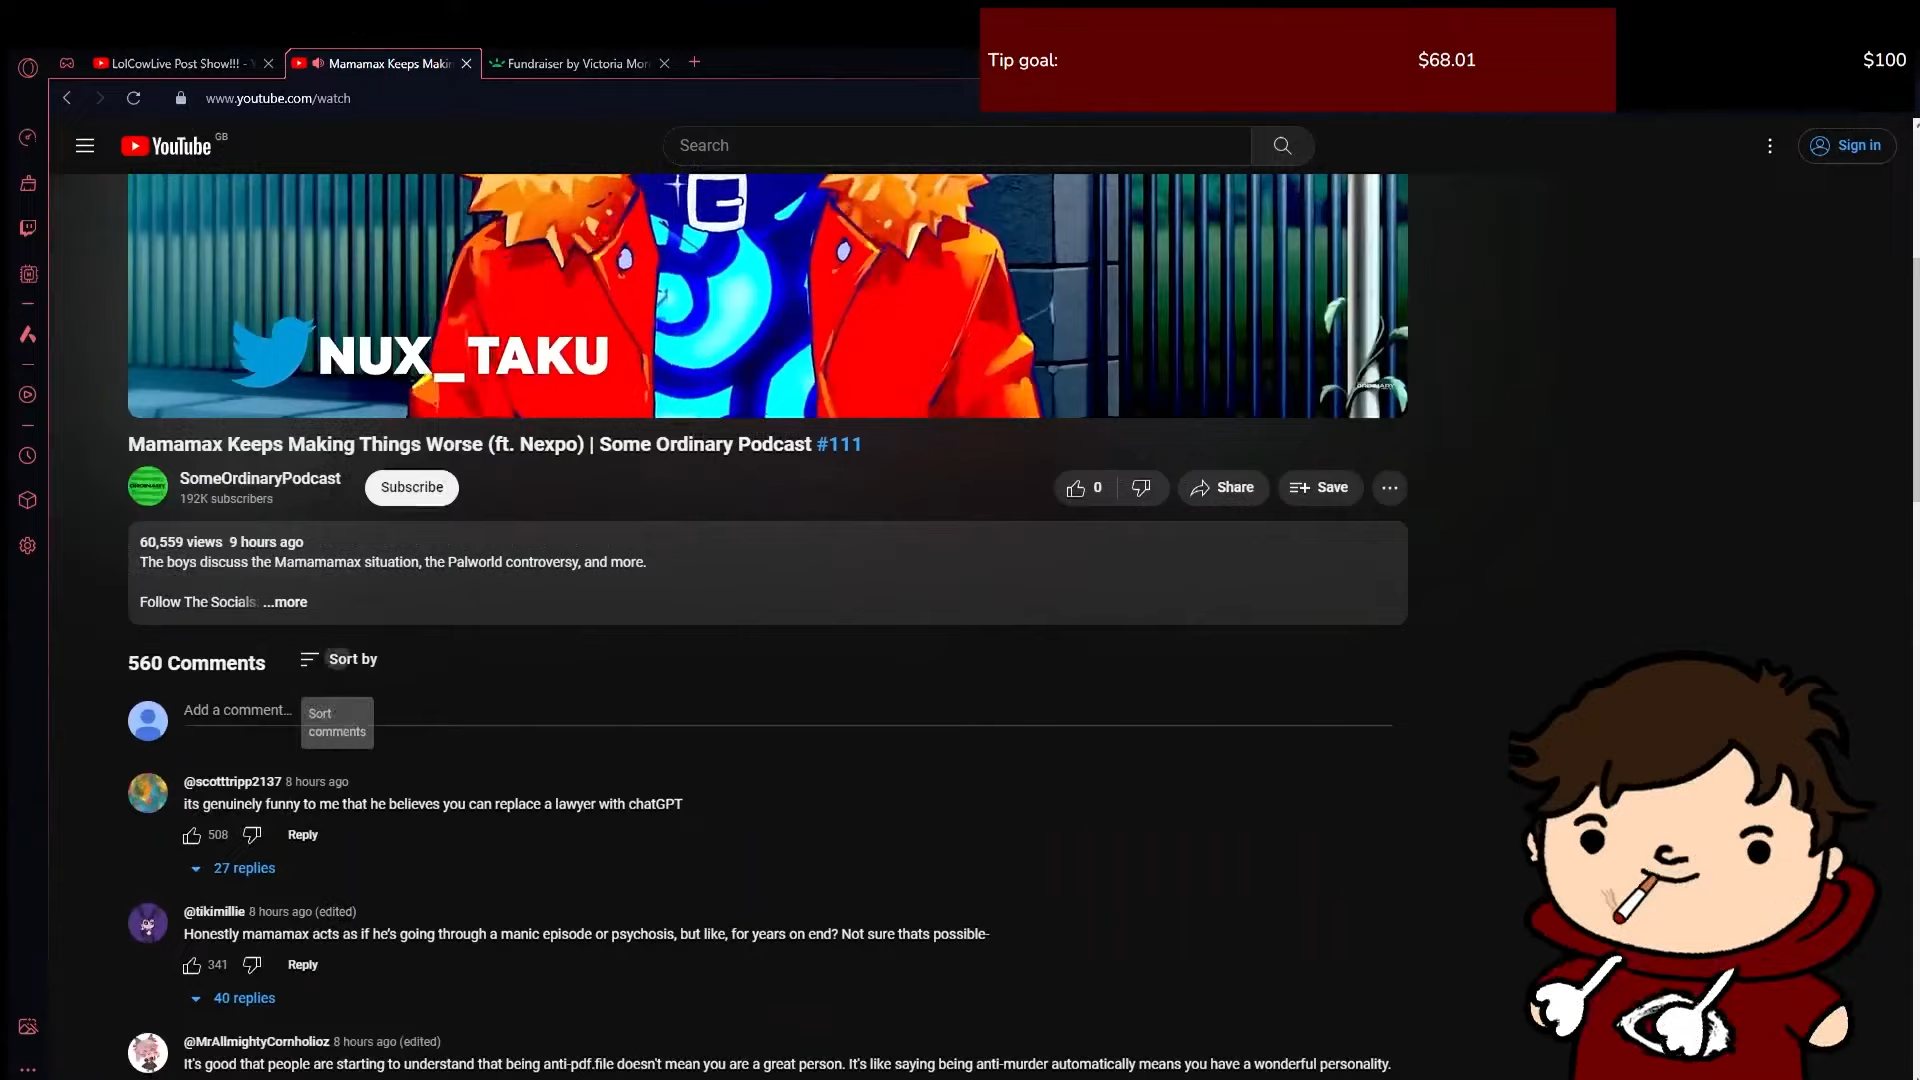 Tip goal:
$68.01
$100
LolCowLive Post Show!!! -
Mamamax Keeps Makin
Fundraiser by Victoria Mor
www.youtube.com/watch
YouTube
GB
Search
Sign in
NUX_TAKU
Mamamax Keeps Making Things Worse (ft. Nexpo) | Some Ordinary Podcast #111
SomeOrdinaryPodcast
192K subscribers
Subscribe
0
Share
Save
60,559 views 9 hours ago
The boys discuss the Mamamamax situation, the Palworld controversy, and more.
Follow The Socials: ...more
560 Comments
Sort by
Add a comment...
Sort
comments
@scotttripp2137 8 hours ago
its genuinely funny to me that he believes you can replace a lawyer with chatGPT
508
Reply
27 replies
@tikimillie 8 hours ago (edited)
Honestly mamamax acts as if he's going through a manic episode or psychosis, but like, for years on end? Not sure thats possible-
341
Reply
40 replies
@MrAllmightyCornholioz 8 hours ago (edited)
It's good that people are starting to understand that being anti-pdf.file doesn't mean you are a great person. It's like saying being anti-murder automatically means you have a wonderful personality.